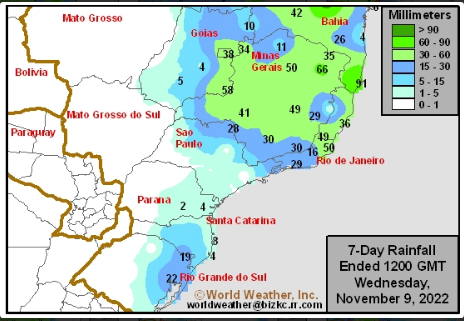 Mato Grosso
Bolivia
Paraguay
Mato Grosso do Sul
Goias
Bahia
Minas
Gerais
Sao
Paulo
Rio de Janeiro
Parana
Santa Catarina
Rio Grande do Sul
10
42
26
4
34
38
11
35
4
5
50
66
91
58
41
49
29
36
28
49
30
30
16
50
29
2
4
3
4
19
22
Millimeters
> 90
60 - 90
30 - 60
15 - 30
5 - 15
1 - 5
0 - 1
7-Day Rainfall
Ended 1200 GMT
Wednesday,
November 9, 2022
©World Weather, Inc.
worldweather@bizkc.rr.com